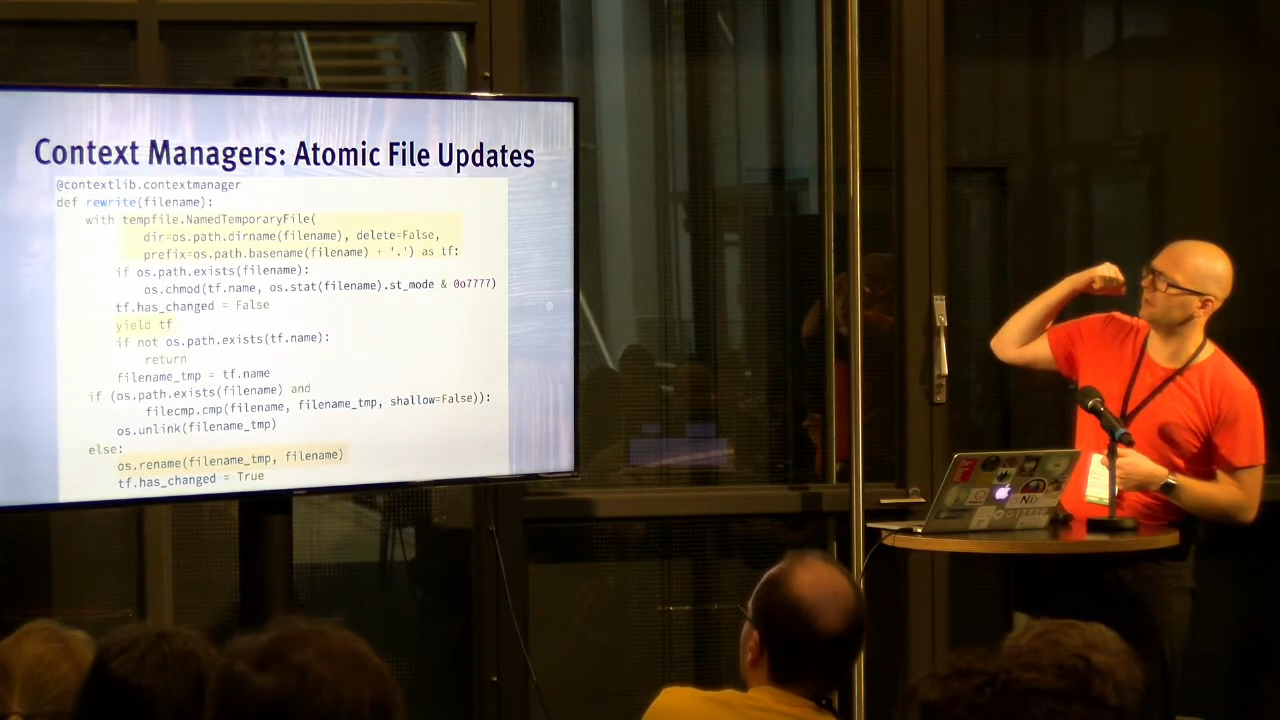 Context Managers: Atomic File Updates
@contextlib.contextmanager
def rewrite(filename):
    with tempfile.NamedTemporaryFile(
            dir=os.path.dirname(filename), delete=False,
            prefix=os.path.basename(filename) + '.') as tf:
        if os.path.exists(filename):
            os.chmod(tf.name, os.stat(filename).st_mode & 0o7777)
        tf.has_changed = False
        yield tf
        if not os.path.exists(tf.name):
            return
        filename_tmp = tf.name
    if (os.path.exists(filename) and
            filecmp.cmp(filename, filename_tmp, shallow=False)):
        os.unlink(filename_tmp)
    else:
        os.rename(filename_tmp, filename)
        tf.has_changed = True